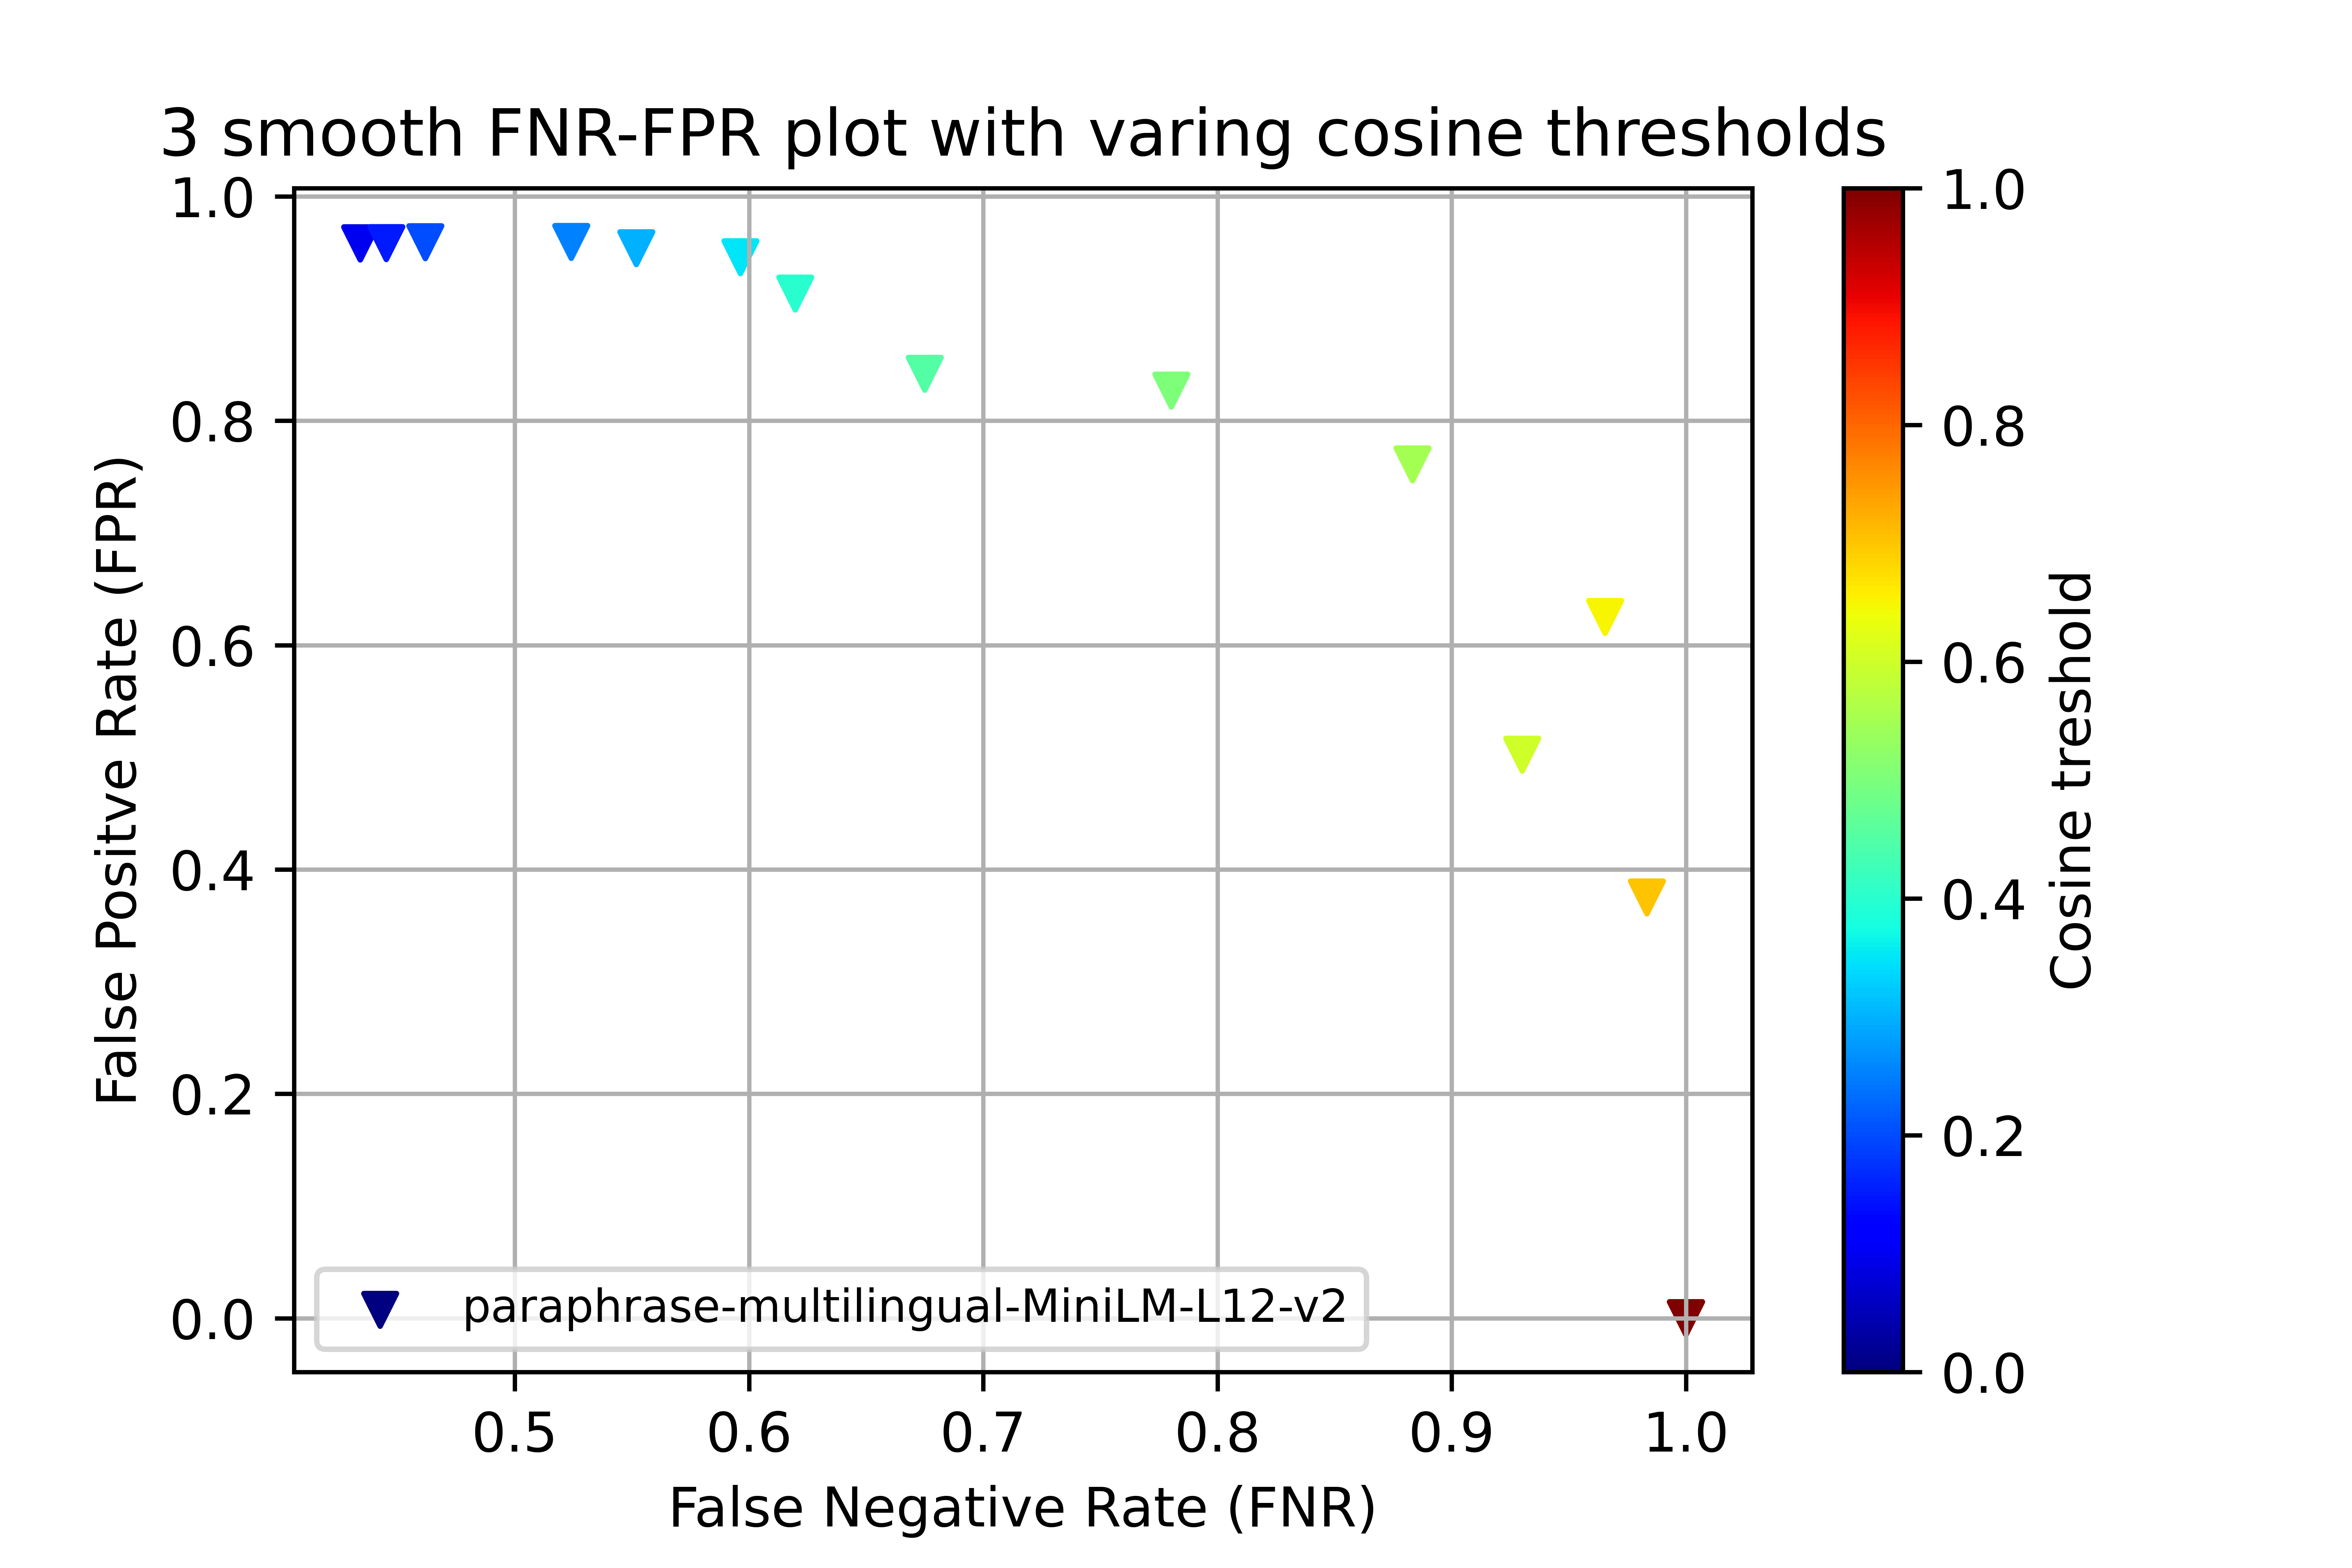 3 smooth FNR-FPR plot with varing cosine thresholds
1.0
0.8
0.6
0.4
0.2
0.0
False Positve Rate (FPR)
paraphrase-multilingual-MiniLM-L12-v2
0.5 0.6 0.7 0.8 0.9 1.0
False Negative Rate (FNR)
1.0
0.8
0.6
0.4
0.2
0.0
Cosine treshold